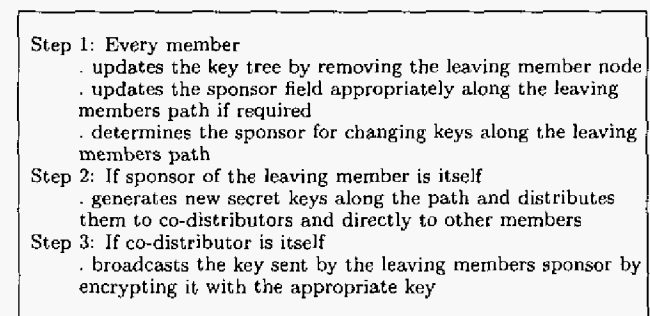 Step 1: Every member
. updates the key tree by removing the leaving member node
. updates the sponsor field appropriately along the leaving
members path if required
. determines the sponsor for changing keys along the leaving
members path
Step 2: If sponsor of the leaving member is itself
. generates new secret keys along the path and distributes
them to co-distributors and directly to other members
Step 3: If co-distributor is itself
. broadcasts the key sent by the leaving members sponsor by
encrypting it with the appropriate key